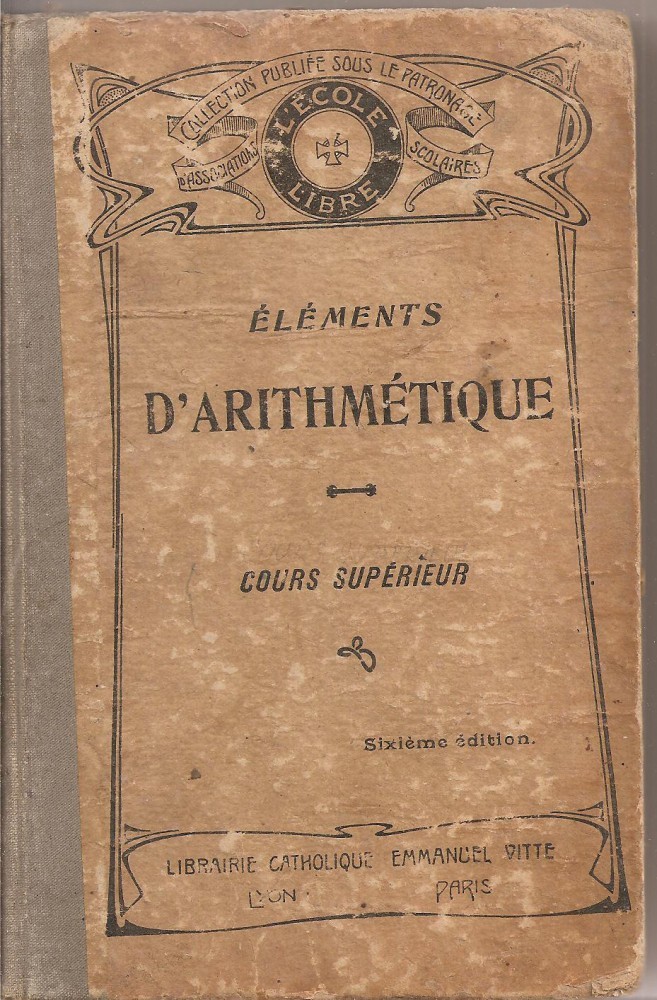 COLLECTION PUBLIÉE SOUS LE PATRONAGE
D'ASSOCIATIONS SCOLAIRES
L'ÉCOLE
LIBRE
ÉLÉMENTS
D'ARITHMÉTIQUE
COURS SUPÉRIEUR
Sixième édition.
LIBRAIRIE CATHOLIQUE EMMANUEL VITTE
LYON PARIS